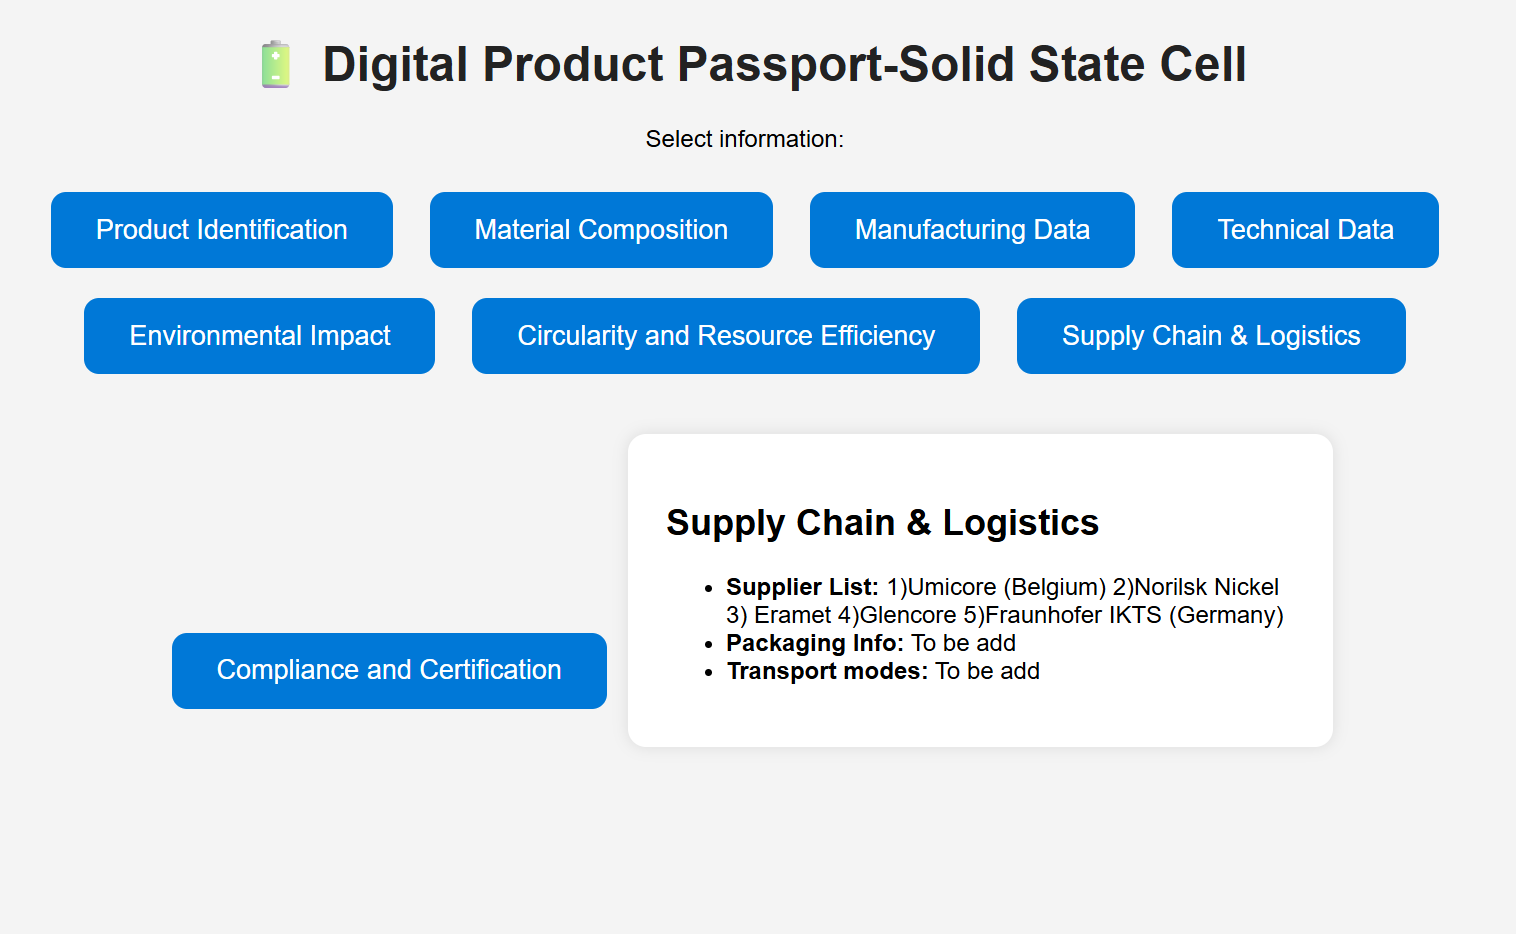 Digital Product Passport-Solid State Cell
Select information:
Product Identification
Material Composition
Manufacturing Data
Technical Data
Environmental Impact
Circularity and Resource Efficiency
Supply Chain & Logistics
Supply Chain & Logistics
Supplier List: 1)Umicore (Belgium) 2)Norilsk Nickel
3) Eramet 4)Glencore 5)Fraunhofer IKTS (Germany)
Packaging Info: To be add
Transport modes: To be add
Compliance and Certification